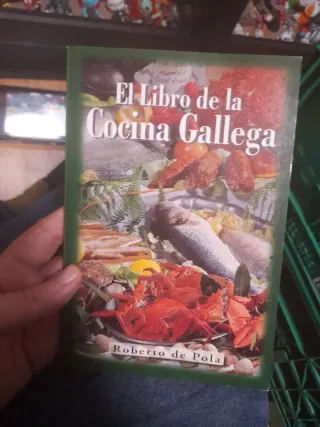 El Libro de la
Cocina Gallega
Roberto de Pola